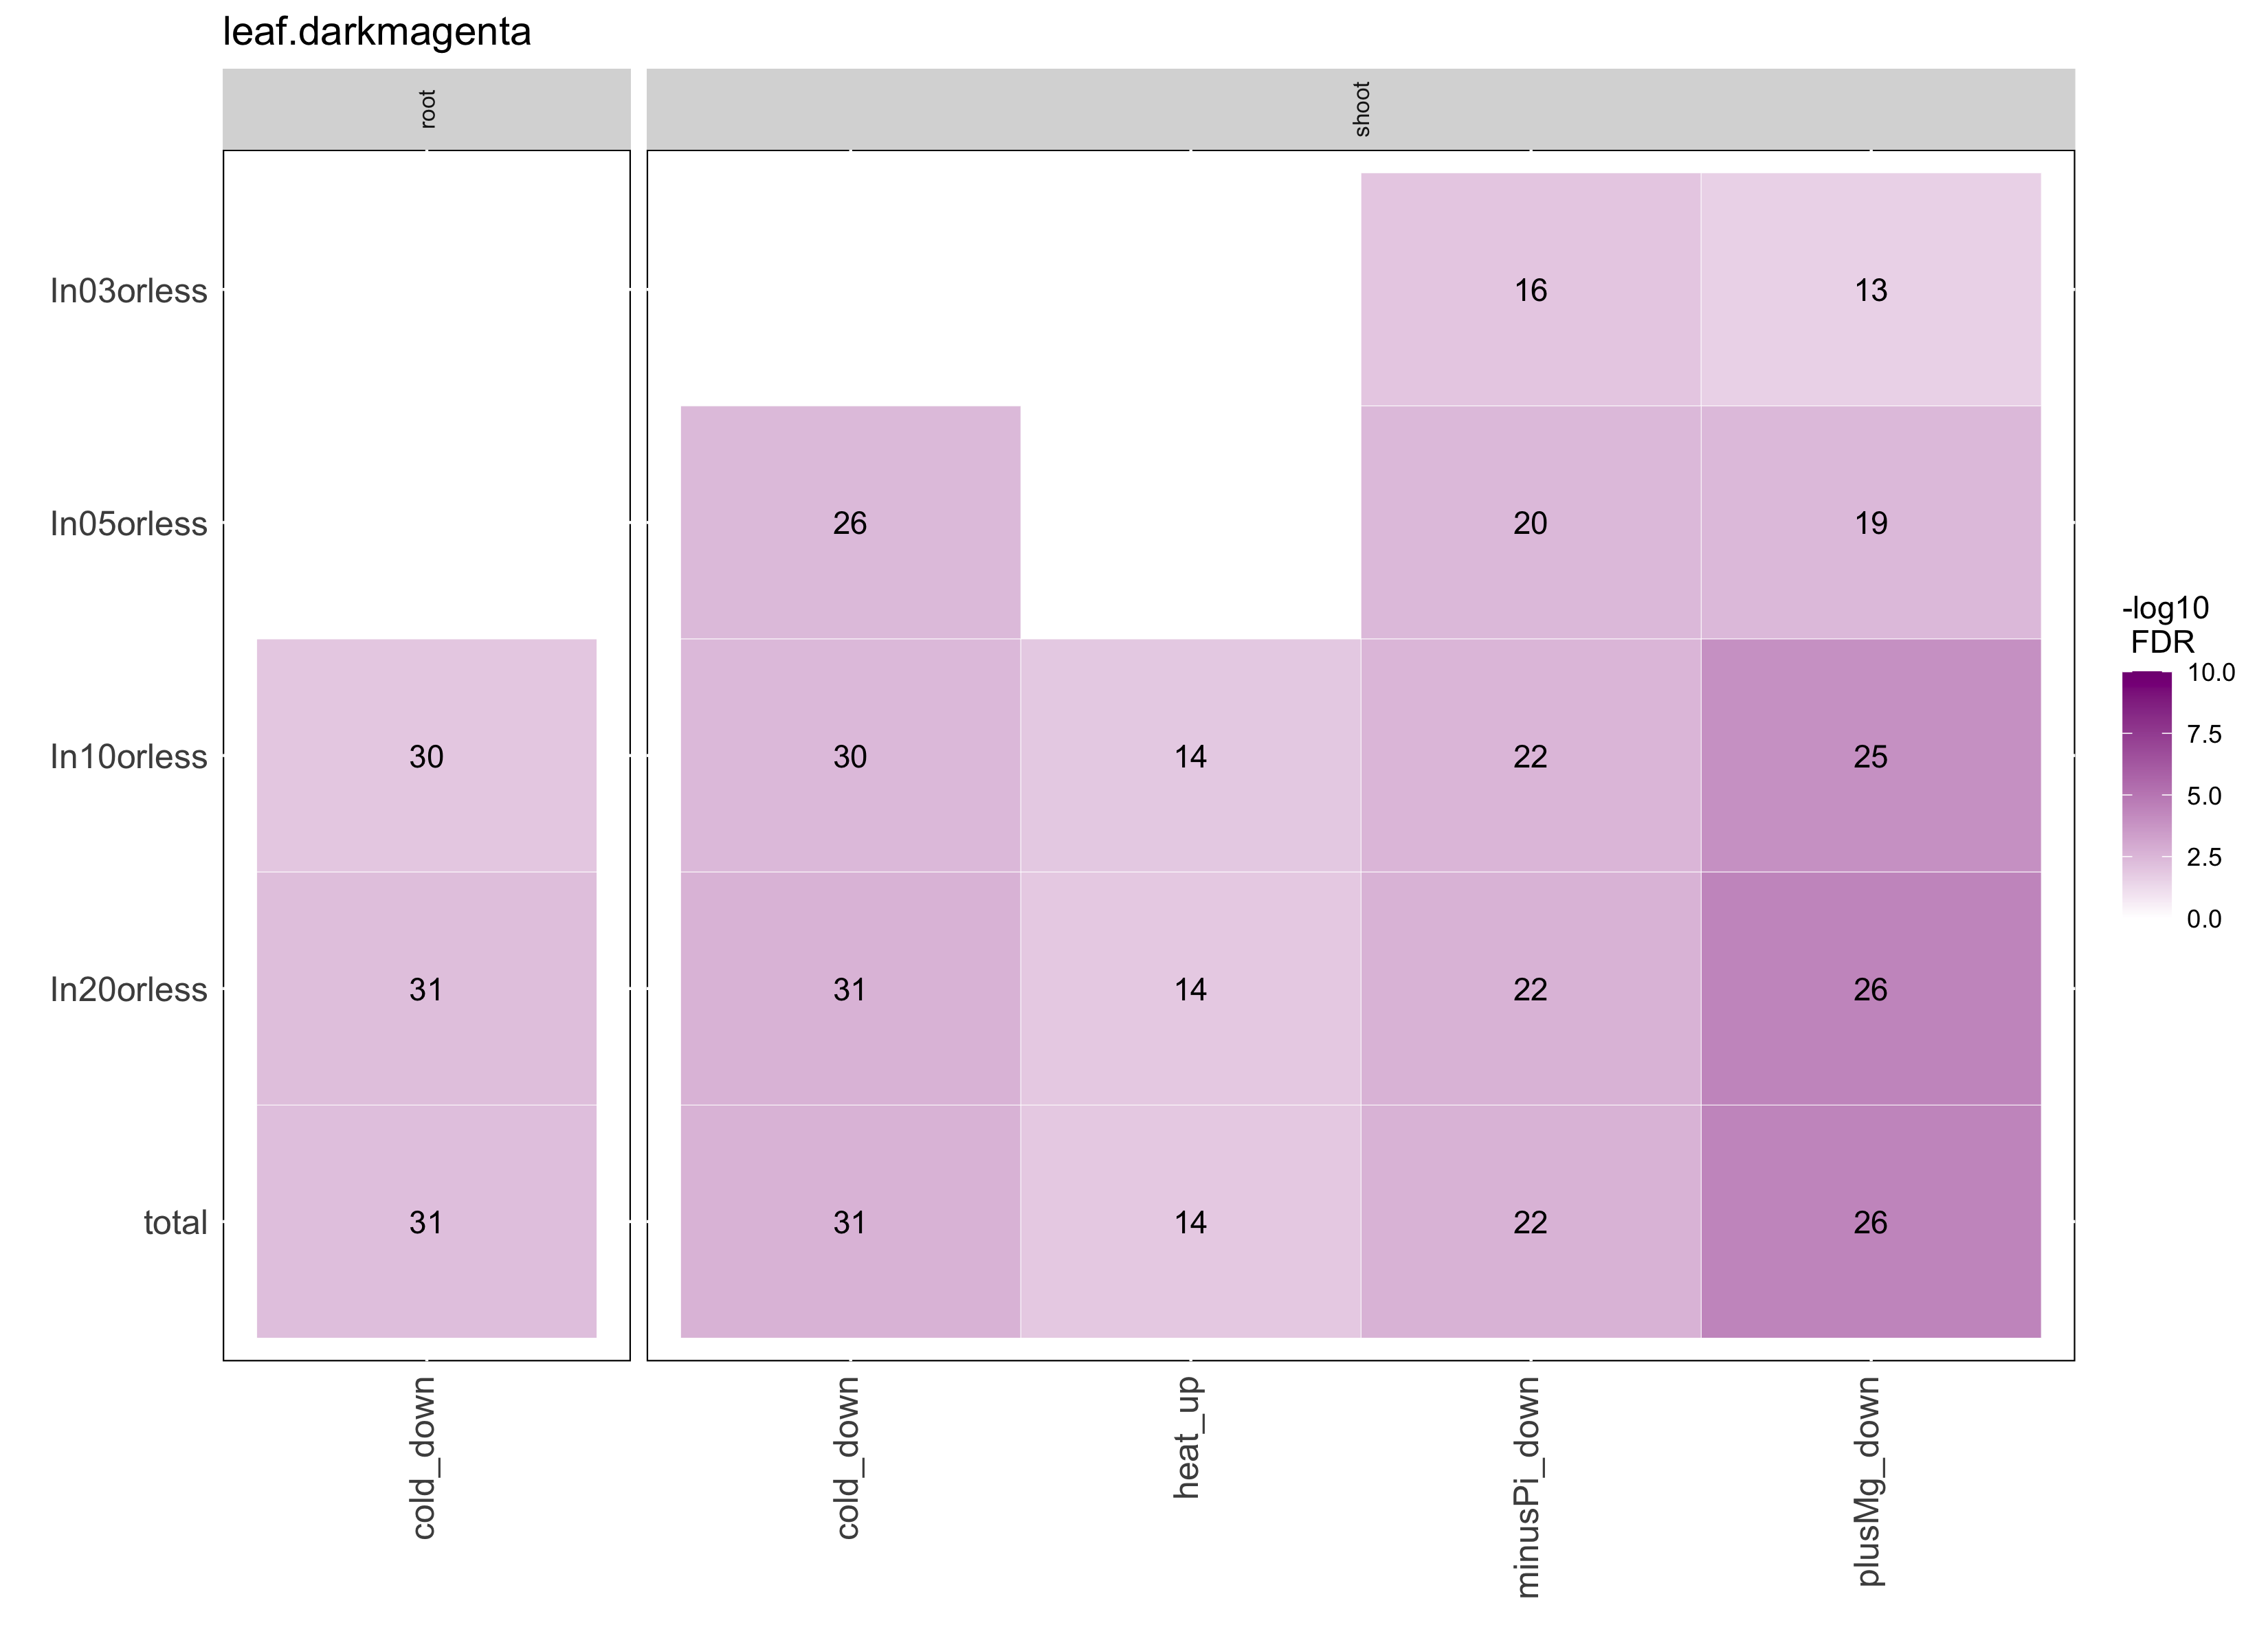 leaf.darkmagenta
root
shoot
In03orless
16
13
In05orless
26
20
19
In10orless
30
30
14
22
25
In20orless
31
31
14
22
26
total
31
31
14
22
26
cold_down
cold_down
heat_up
minusPi_down
plusMg_down
-log10
FDR
10.0
7.5
5.0
2.5
0.0